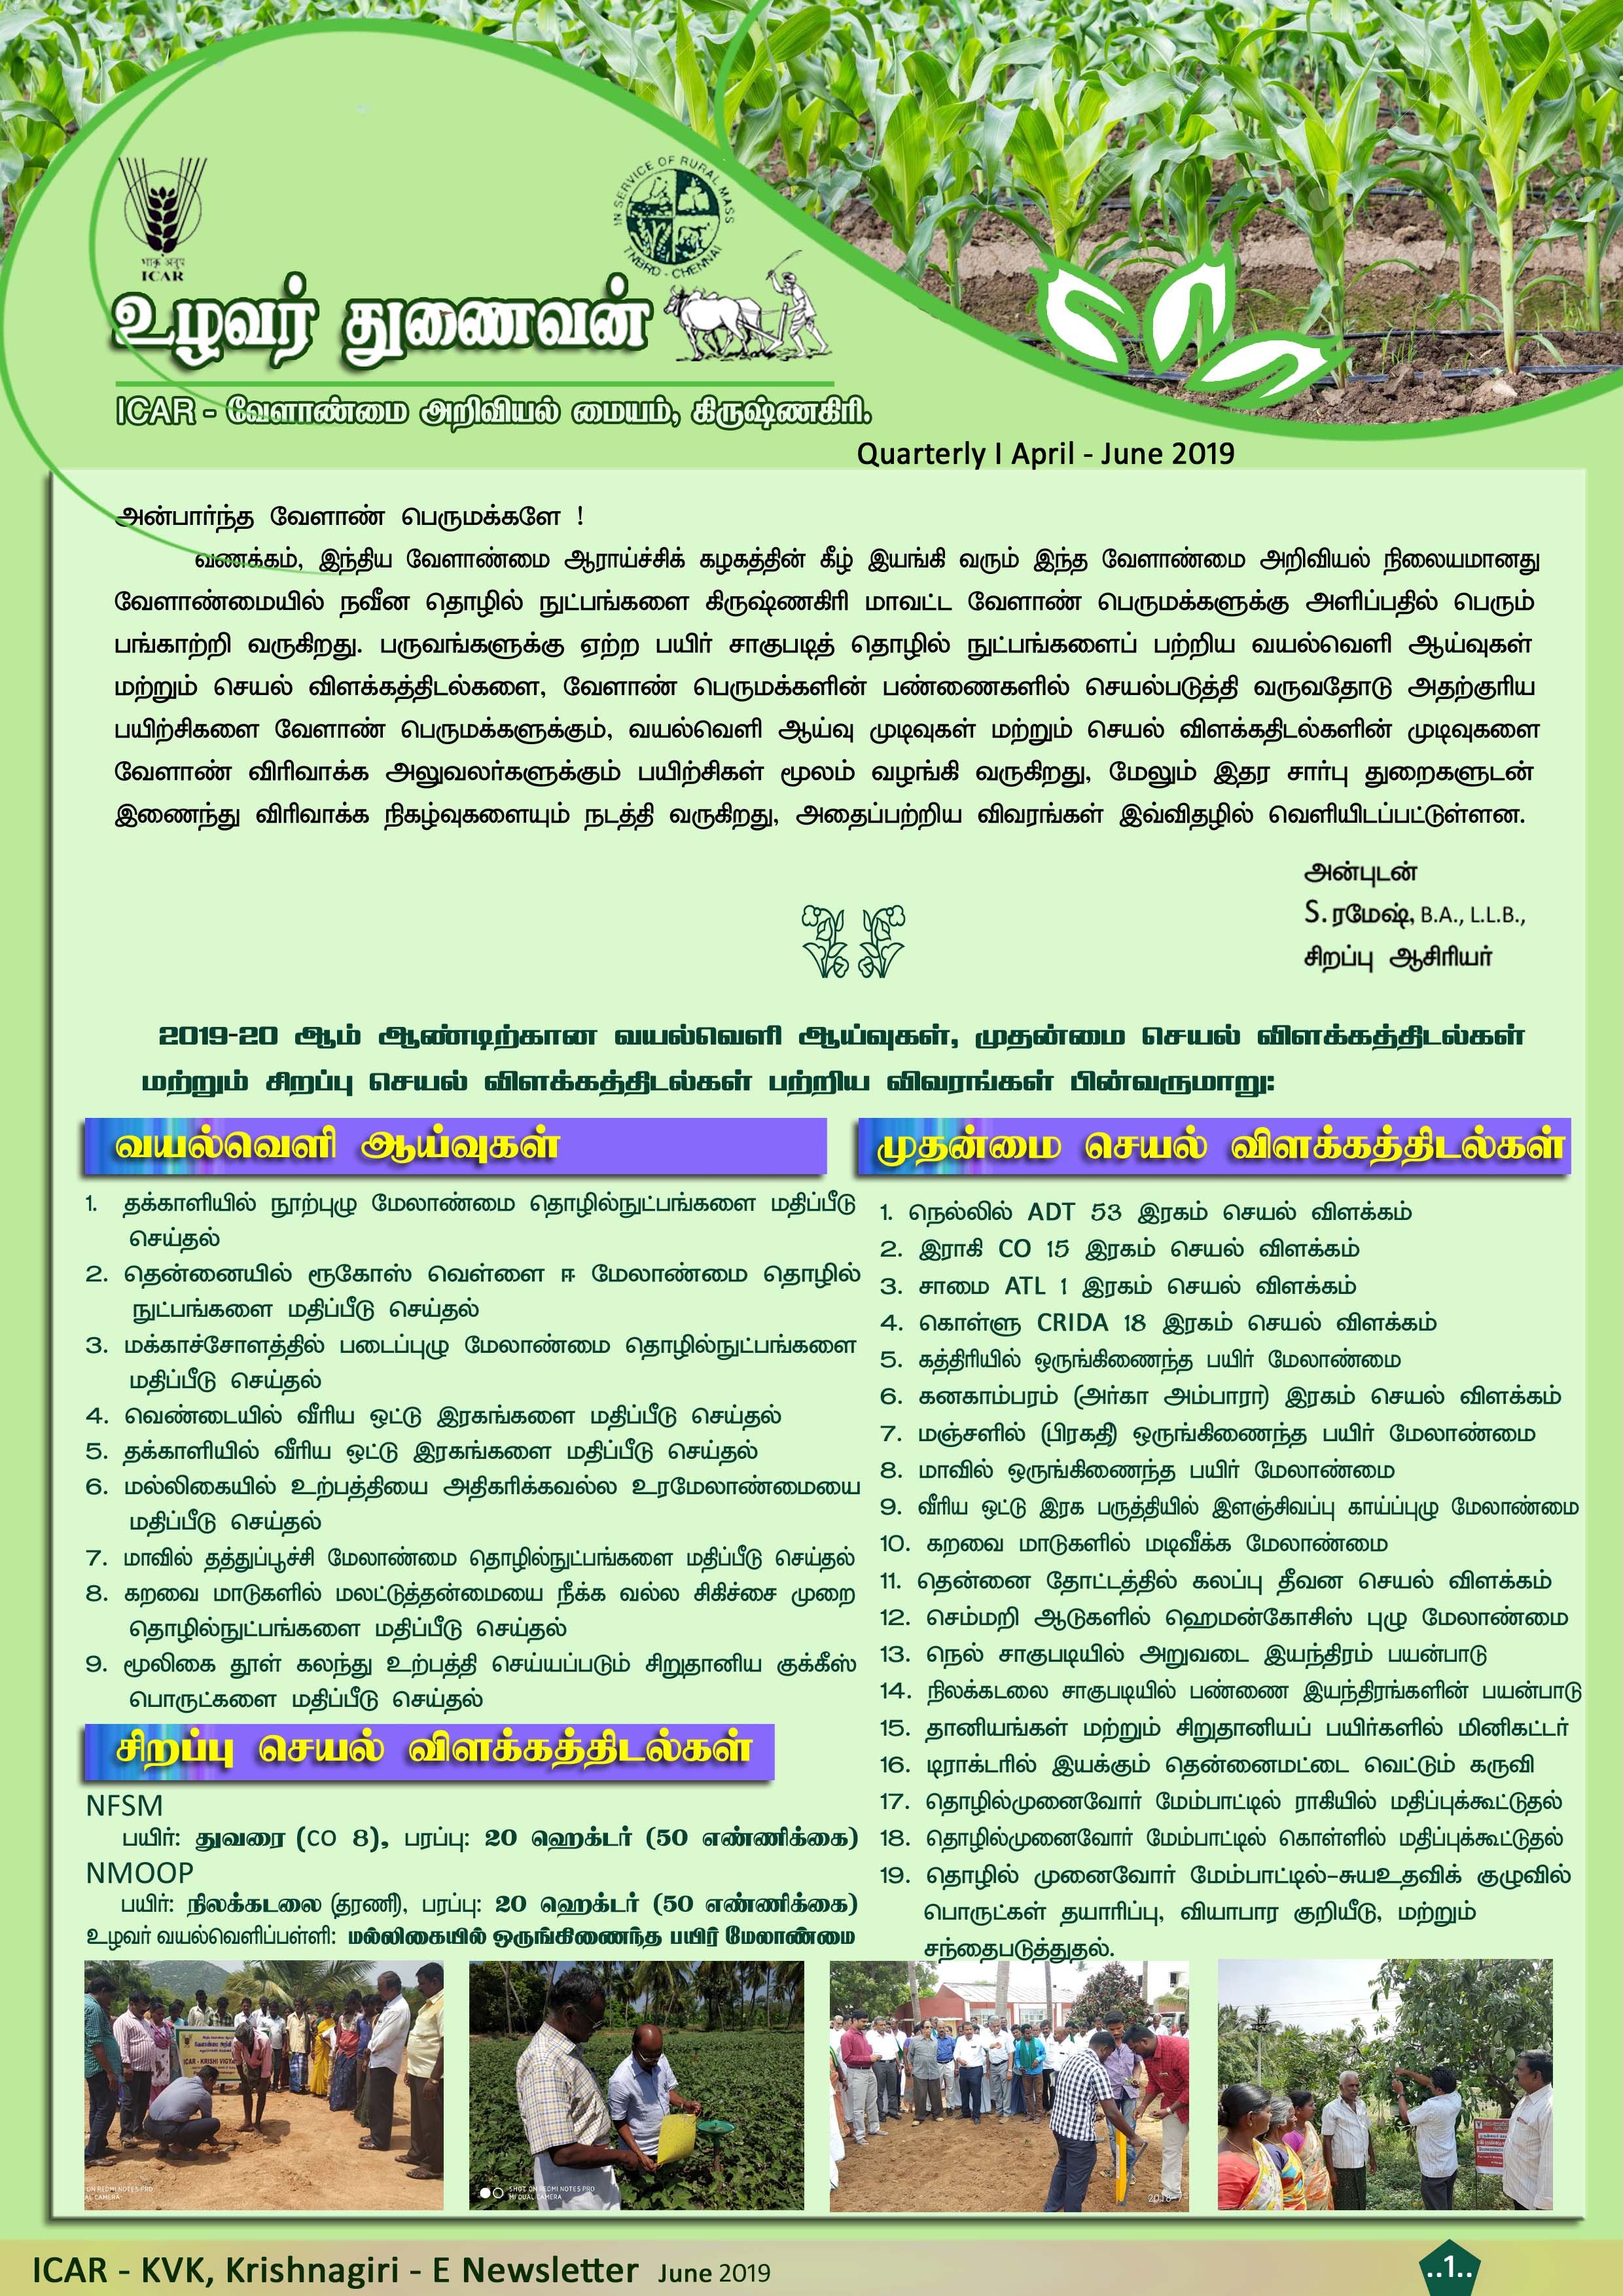 IN SERVICE OF RURAL MASS
TNBRD - CHENNAI
भाकृअनुप
ICAR
உழவர் துணைவன்
ICAR - வேளாண்மை அறிவியல் மையம், கிருஷ்ணகிரி.
Quarterly I April - June 2019
அன்பார்ந்த வேளாண் பெருமக்களே !
வணக்கம், இந்திய வேளாண்மை ஆராய்ச்சிக் கழகத்தின் கீழ் இயங்கி வரும் இந்த வேளாண்மை அறிவியல் நிலையமானது
வேளாண்மையில் நவீன தொழில் நுட்பங்களை கிருஷ்ணகிரி மாவட்ட வேளாண் பெருமக்களுக்கு அளிப்பதில் பெரும்
பங்காற்றி வருகிறது. பருவங்களுக்கு ஏற்ற பயிர் சாகுபடித் தொழில் நுட்பங்களைப் பற்றிய வயல்வெளி ஆய்வுகள்
மற்றும் செயல் விளக்கத்திடல்களை, வேளாண் பெருமக்களின் பண்ணைகளில் செயல்படுத்தி வருவதோடு அதற்குரிய
பயிற்சிகளை வேளாண் பெருமக்களுக்கும், வயல்வெளி ஆய்வு முடிவுகள் மற்றும் செயல் விளக்கதிடல்களின் முடிவுகளை
வேளாண் விரிவாக்க அலுவலர்களுக்கும் பயிற்சிகள் மூலம் வழங்கி வருகிறது, மேலும் இதர சார்பு துறைகளுடன்
இணைந்து விரிவாக்க நிகழ்வுகளையும் நடத்தி வருகிறது, அதைப்பற்றிய விவரங்கள் இவ்விதழில் வெளியிடப்பட்டுள்ளன.
அன்புடன்
S. ரமேஷ், B.A., L.L.B.,
சிறப்பு ஆசிரியர்
2019-20 ஆம் ஆண்டிற்கான வயல்வெளி ஆய்வுகள், முதன்மை செயல் விளக்கத்திடல்கள்
மற்றும் சிறப்பு செயல் விளக்கத்திடல்கள் பற்றிய விவரங்கள் பின்வருமாறு:
வயல்வெளி ஆய்வுகள்
1. தக்காளியில் நூற்புழு மேலாண்மை தொழில்நுட்பங்களை மதிப்பீடு
செய்தல்
2. தென்னையில் ரூகோஸ் வெள்ளை ஈ மேலாண்மை தொழில்
நுட்பங்களை மதிப்பீடு செய்தல்
3. மக்காச்சோளத்தில் படைப்புழு மேலாண்மை தொழில்நுட்பங்களை
மதிப்பீடு செய்தல்
4. வெண்டையில் வீரிய ஒட்டு இரகங்களை மதிப்பீடு செய்தல்
5. தக்காளியில் வீரிய ஒட்டு இரகங்களை மதிப்பீடு செய்தல்
6. மல்லிகையில் உற்பத்தியை அதிகரிக்கவல்ல உரமேலாண்மையை
மதிப்பீடு செய்தல்
7. மாவில் தத்துப்பூச்சி மேலாண்மை தொழில்நுட்பங்களை மதிப்பீடு செய்தல்
8. கறவை மாடுகளில் மலட்டுத்தன்மையை நீக்க வல்ல சிகிச்சை முறை
தொழில்நுட்பங்களை மதிப்பீடு செய்தல்
9. மூலிகை தூள் கலந்து உற்பத்தி செய்யப்படும் சிறுதானிய குக்கீஸ்
பொருட்களை மதிப்பீடு செய்தல்
சிறப்பு செயல் விளக்கத்திடல்கள்
NFSM
பயிர்: துவரை (CO 8), பரப்பு: 20 ஹெக்டர் (50 எண்ணிக்கை)
NMOOP
பயிர்: நிலக்கடலை (தரணி), பரப்பு: 20 ஹெக்டர் (50 எண்ணிக்கை)
உழவர் வயல்வெளிப்பள்ளி: மல்லிகையில் ஒருங்கிணைந்த பயிர் மேலாண்மை
முதன்மை செயல் விளக்கத்திடல்கள்
1. நெல்லில் ADT 53 இரகம் செயல் விளக்கம்
2. இராகி CO 15 இரகம் செயல் விளக்கம்
3. சாமை ATL 1 இரகம் செயல் விளக்கம்
4. கொள்ளு CRIDA 18 இரகம் செயல் விளக்கம்
5. கத்திரியில் ஒருங்கிணைந்த பயிர் மேலாண்மை
6. கனகாம்பரம் (அர்கா அம்பாரா) இரகம் செயல் விளக்கம்
7. மஞ்சளில் (பிரகதி) ஒருங்கிணைந்த பயிர் மேலாண்மை
8. மாவில் ஒருங்கிணைந்த பயிர் மேலாண்மை
9. வீரிய ஒட்டு இரக பருத்தியில் இளஞ்சிவப்பு காய்ப்புழு மேலாண்மை
10. கறவை மாடுகளில் மடிவீக்க மேலாண்மை
11. தென்னை தோட்டத்தில் கலப்பு தீவன செயல் விளக்கம்
12. செம்மறி ஆடுகளில் ஹெமன்கோசிஸ் புழு மேலாண்மை
13. நெல் சாகுபடியில் அறுவடை இயந்திரம் பயன்பாடு
14. நிலக்கடலை சாகுபடியில் பண்ணை இயந்திரங்களின் பயன்பாடு
15. தானியங்கள் மற்றும் சிறுதானியப் பயிர்களில் மினிகட்டர்
16. டிராக்டரில் இயக்கும் தென்னைமட்டை வெட்டும் கருவி
17. தொழில்முனைவோர் மேம்பாட்டில் ராகியில் மதிப்புக்கூட்டுதல்
18. தொழில்முனைவோர் மேம்பாட்டில் கொள்ளில் மதிப்புக்கூட்டுதல்
19. தொழில் முனைவோர் மேம்பாட்டில்-சுயஉதவிக் குழுவில்
பொருட்கள் தயாரிப்பு, வியாபார குறியீடு, மற்றும்
சந்தைபடுத்துதல்.
ICAR - KRISHI
ON REDMI NOTE5 PRO
AL CAMERA
SHOT ON REDMI NOTE5 PRO
MI DUAL CAMERA
ICAR - KVK, Krishnagiri - E Newsletter June 2019
..1..